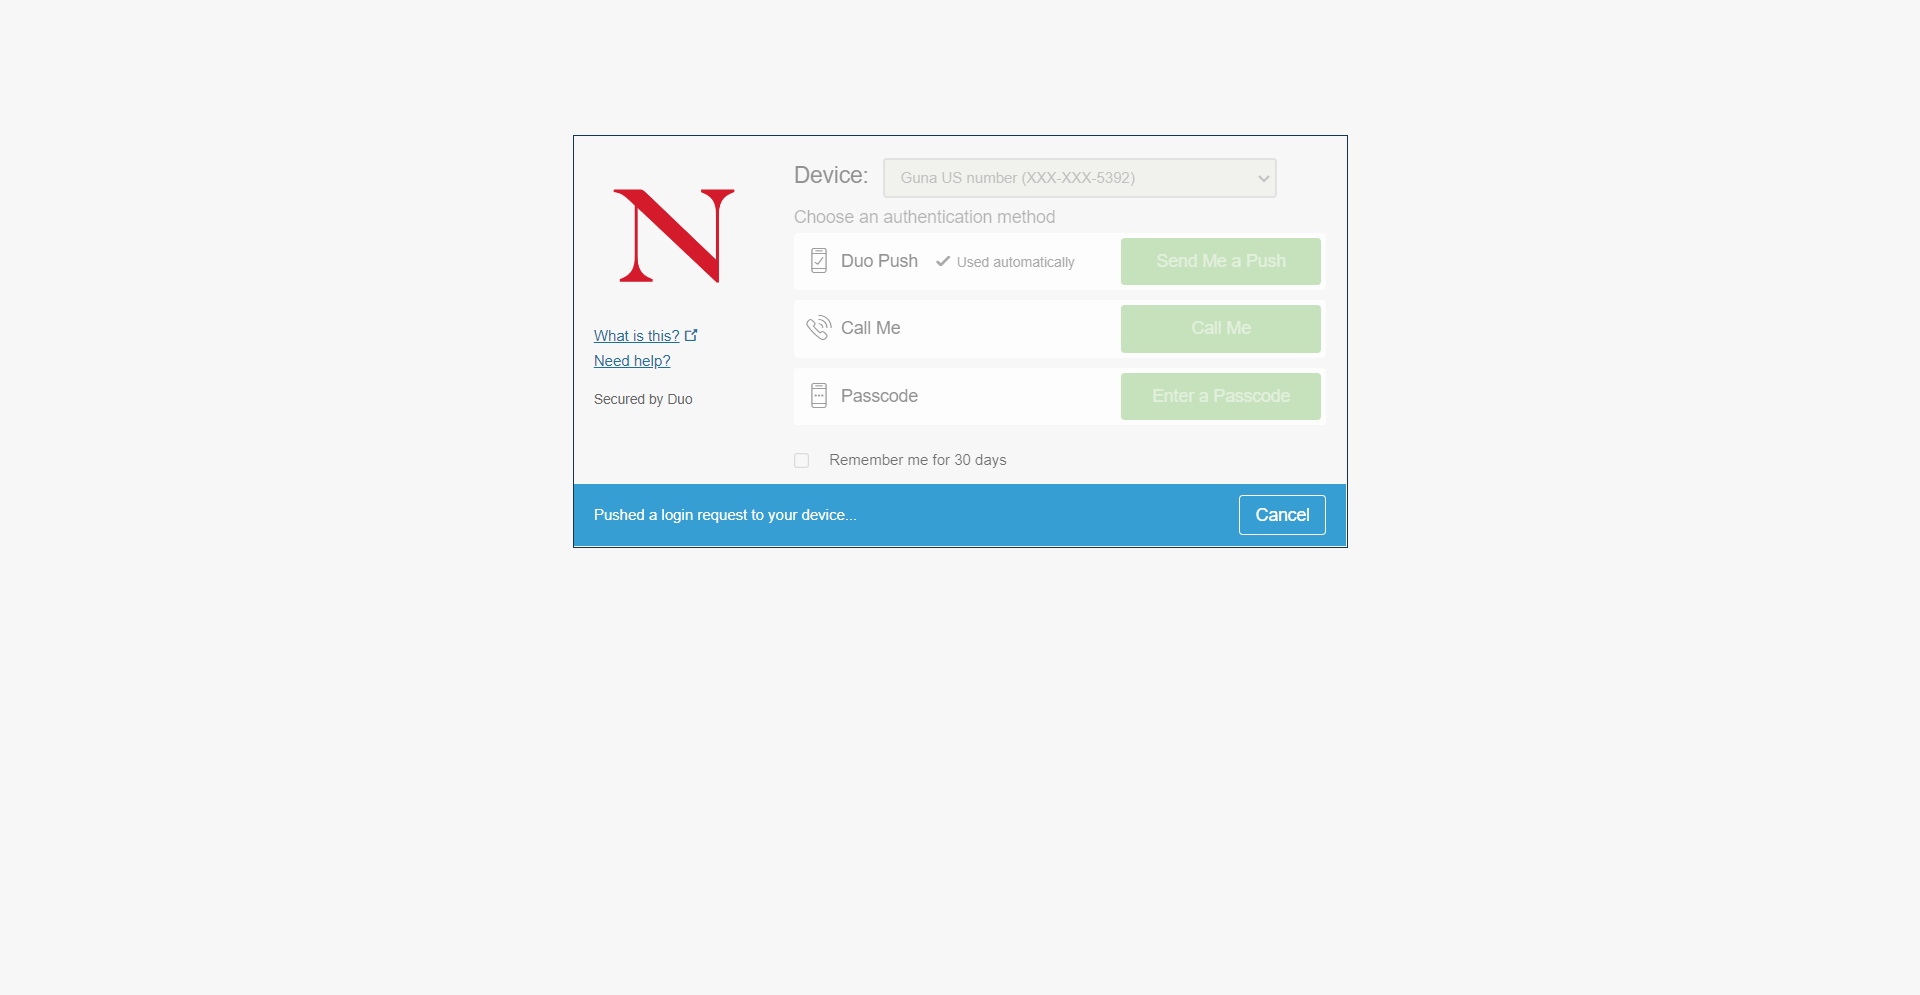 N
Device: Guna US number (XXX-XXX-5392)
Choose an authentication method
Duo Push Used automatically Send Me a Push
Call Me Call Me
Passcode Enter a Passcode
What is this?
Need help?
Secured by Duo
Remember me for 30 days
Pushed a login request to your device... Cancel